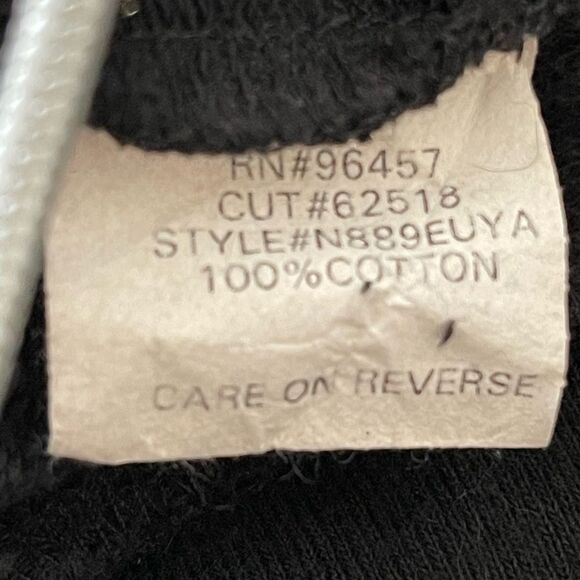 RN#96457
CUT#62518
STYLE#N889EUYA
100%COTTON
CARE ON REVERSE